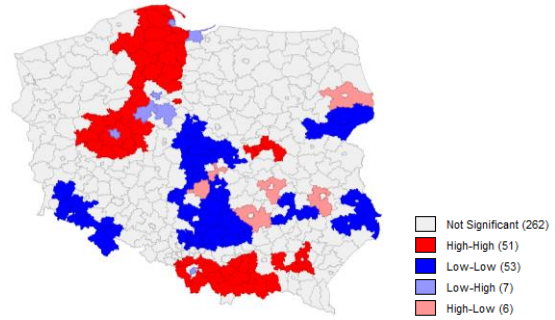 Not Significant (262)
High-High (51)
Low-Low (53)
Low-High (7)
High-Low (6)